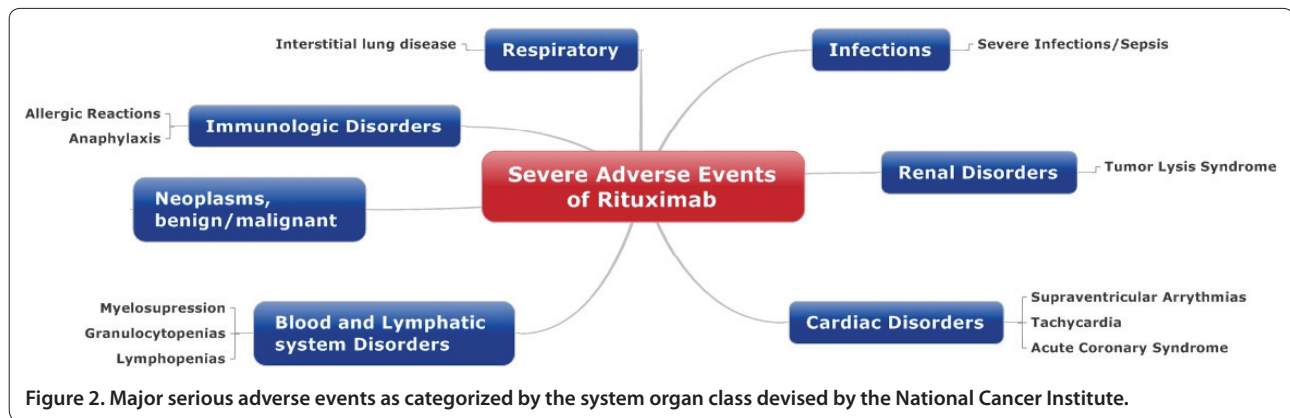 Interstitial lung disease
Respiratory
Infections
Severe Infections/Sepsis
Allergic Reactions
Anaphylaxis
Immunologic Disorders
Severe Adverse Events
of Rituximab
Renal Disorders
Tumor Lysis Syndrome
Neoplasms,
benign/malignant
Myelosupression
Granulocytopenias
Lymphopenias
Blood and Lymphatic
system Disorders
Cardiac Disorders
Supraventricular Arrythmias
Tachycardia
Acute Coronary Syndrome
Figure 2. Major serious adverse events as categorized by the system organ class devised by the National Cancer Institute.